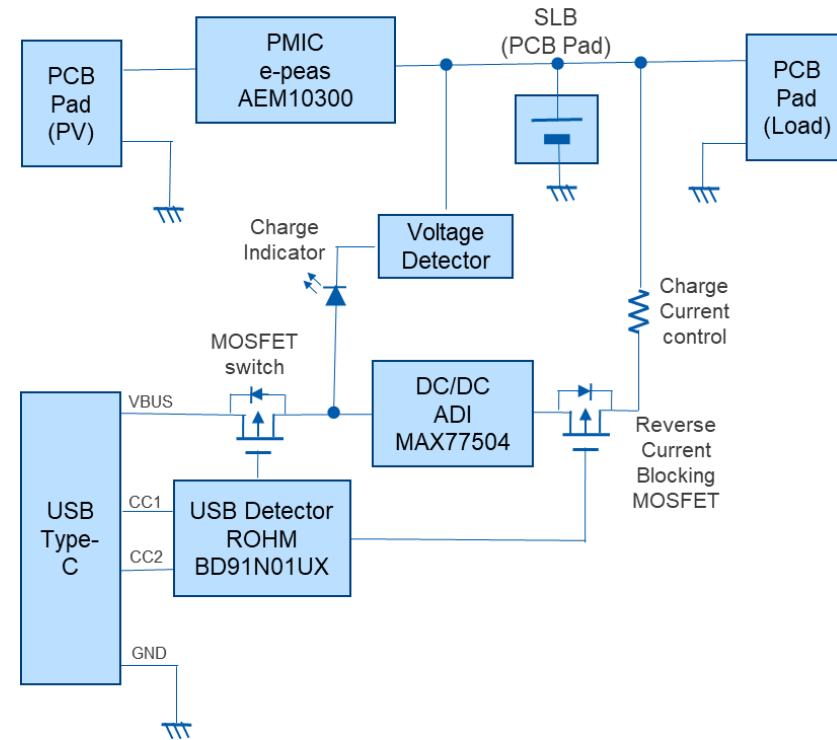 SLB
(PCB Pad)
PCB
Pad
(PV)
PMIC
e-peas
AEM10300
PCB
Pad
(Load)
Charge
Indicator
Voltage
Detector
Charge
Current
control
MOSFET
switch
DC/DC
ADI
MAX77504
Reverse
Current
Blocking
MOSFET
USB
Type-
C
VBUS
CC1
CC2
GND
USB Detector
ROHM
BD91N01UX